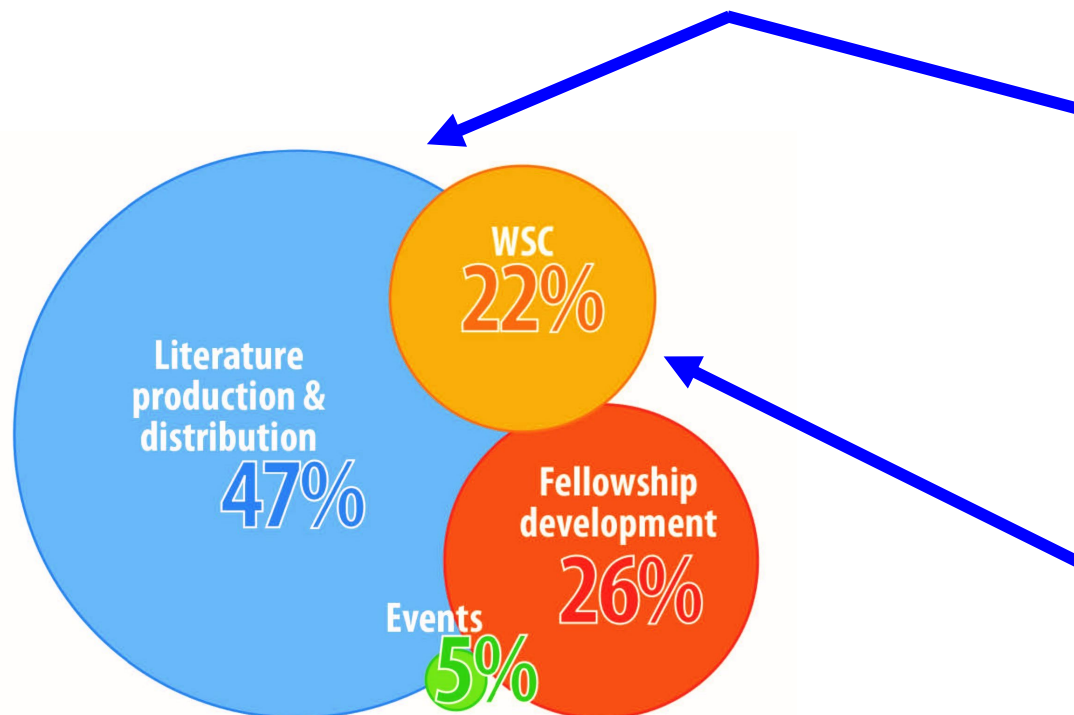 WSC
22%
Literature
production &
distribution
47%
Fellowship
development
26%
Events
5%